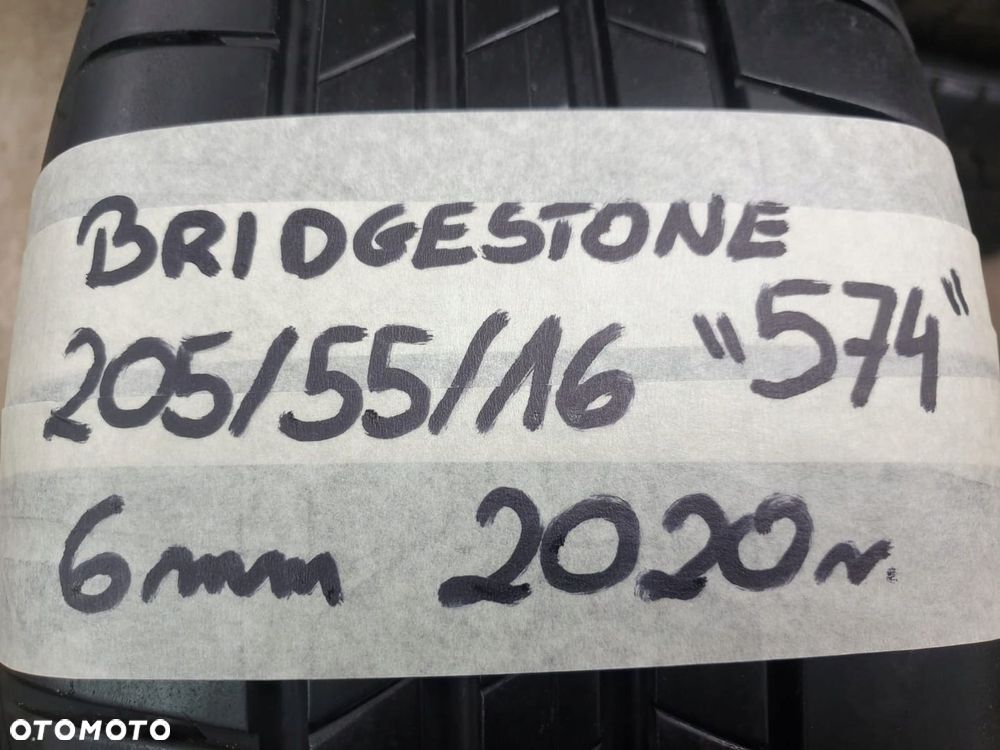 BRIDGESTONE
205/55/16 "574"
6mm 2020r.
OTOMOTO